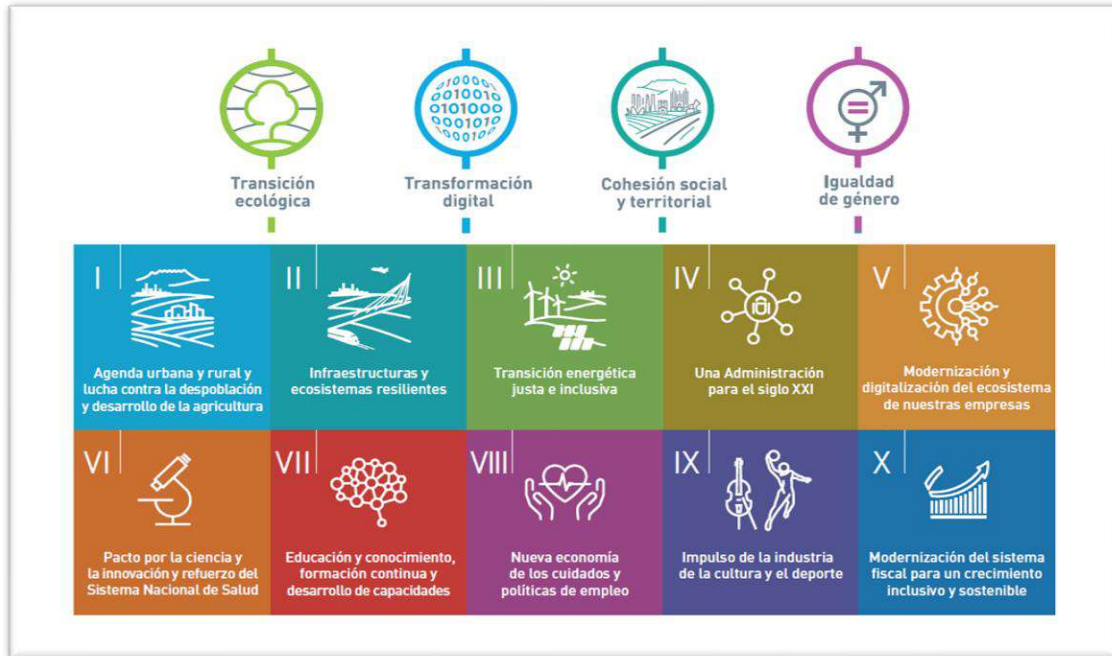 001001
0101000
000101
Transición
ecológica
Transformación
digital
Cohesión social
y territorial
Igualdad
de género
I
Agenda urbana y rural y
lucha contra la despoblación
y desarrollo de la agricultura
II
Infraestructuras y
ecosistemas resilientes
III
Transición energética
justa e inclusiva
IV
Una Administración
para el siglo XXI
V
Modernización y
digitalización del ecosistema
de nuestras empresas
VI
Pacto por la ciencia y
la innovación y refuerzo del
Sistema Nacional de Salud
VII
Educación y conocimiento,
formación continua y
desarrollo de capacidades
VIII
Nueva economía
de los cuidados y
políticas de empleo
IX
Impulso de la industria
de la cultura y el deporte
X
Modernización del sistema
fiscal para un crecimiento
inclusivo y sostenible